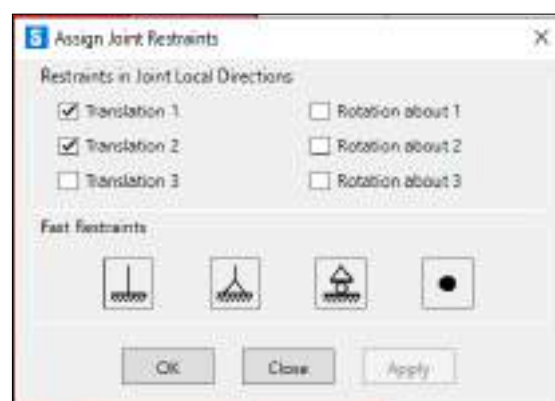 Assign Joint Restraints
Restraints in Joint Local Directions
Translation 1
Rotation about 1
Translation 2
Rotation about 2
Translation 3
Rotation about 3
Fast Restraints
OK
Close
Apply